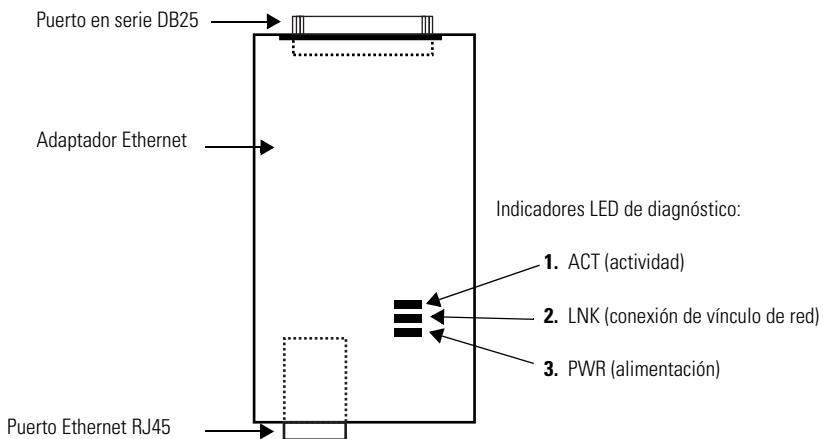 Puerto en serie DB25
Adaptador Ethernet
Indicadores LED de diagnóstico:
1. ACT (actividad)
2. LNK (conexión de vínculo de red)
3. PWR (alimentación)
Puerto Ethernet RJ45